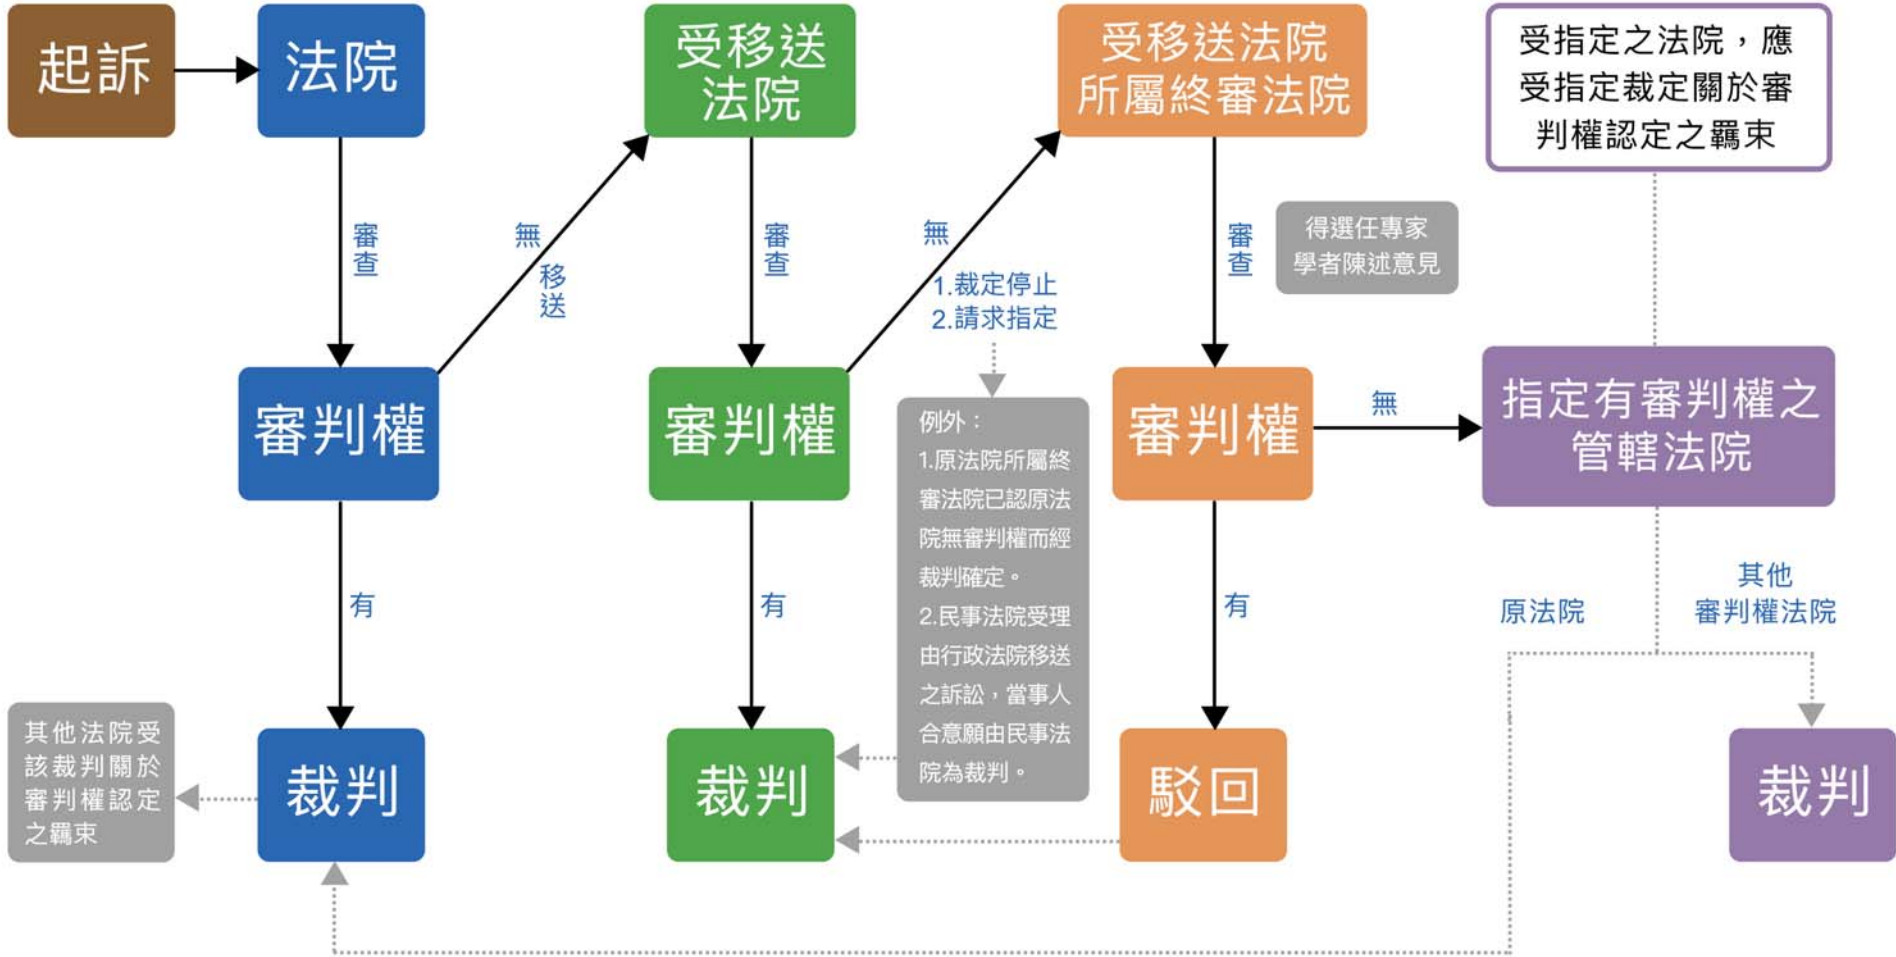 起訴
法院
受移送
法院
受移送法院
所屬終審法院
受指定之法院，應
受指定裁定關於審
判權認定之羈束
審查
無
移送
審查
無
1.裁定停止
2.請求指定
審查
得選任專家
學者陳述意見
審判權
審判權
例外：
1.原法院所屬終
審法院已認原法
院無審判權而經
裁判確定。
2.民事法院受理
由行政法院移送
之訴訟，當事人
合意願由民事法
院為裁判。
審判權
無
指定有審判權之
管轄法院
有
有
有
原法院
其他
審判權法院
其他法院受
該裁判關於
審判權認定
之羈束
裁判
裁判
駁回
裁判